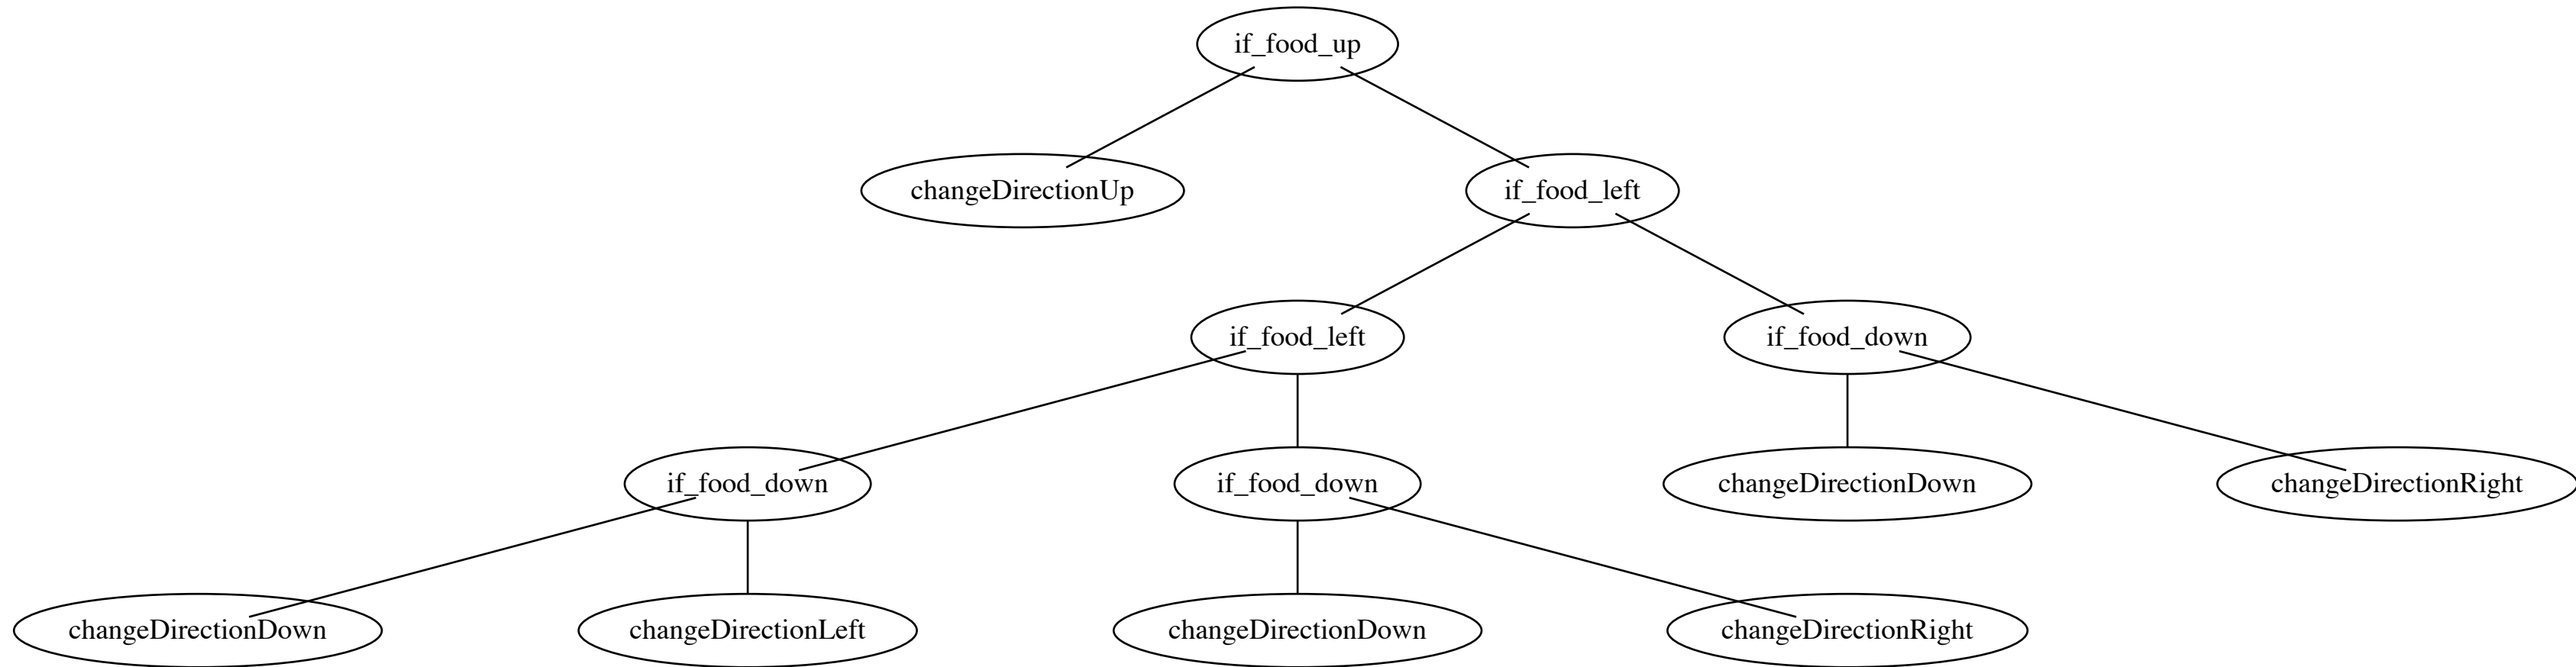 if_food_up
changeDirectionUp
if_food_left
if_food_left
if_food_down
if_food_down
if_food_down
changeDirectionDown
changeDirectionRight
changeDirectionDown
changeDirectionLeft
changeDirectionDown
changeDirectionRight